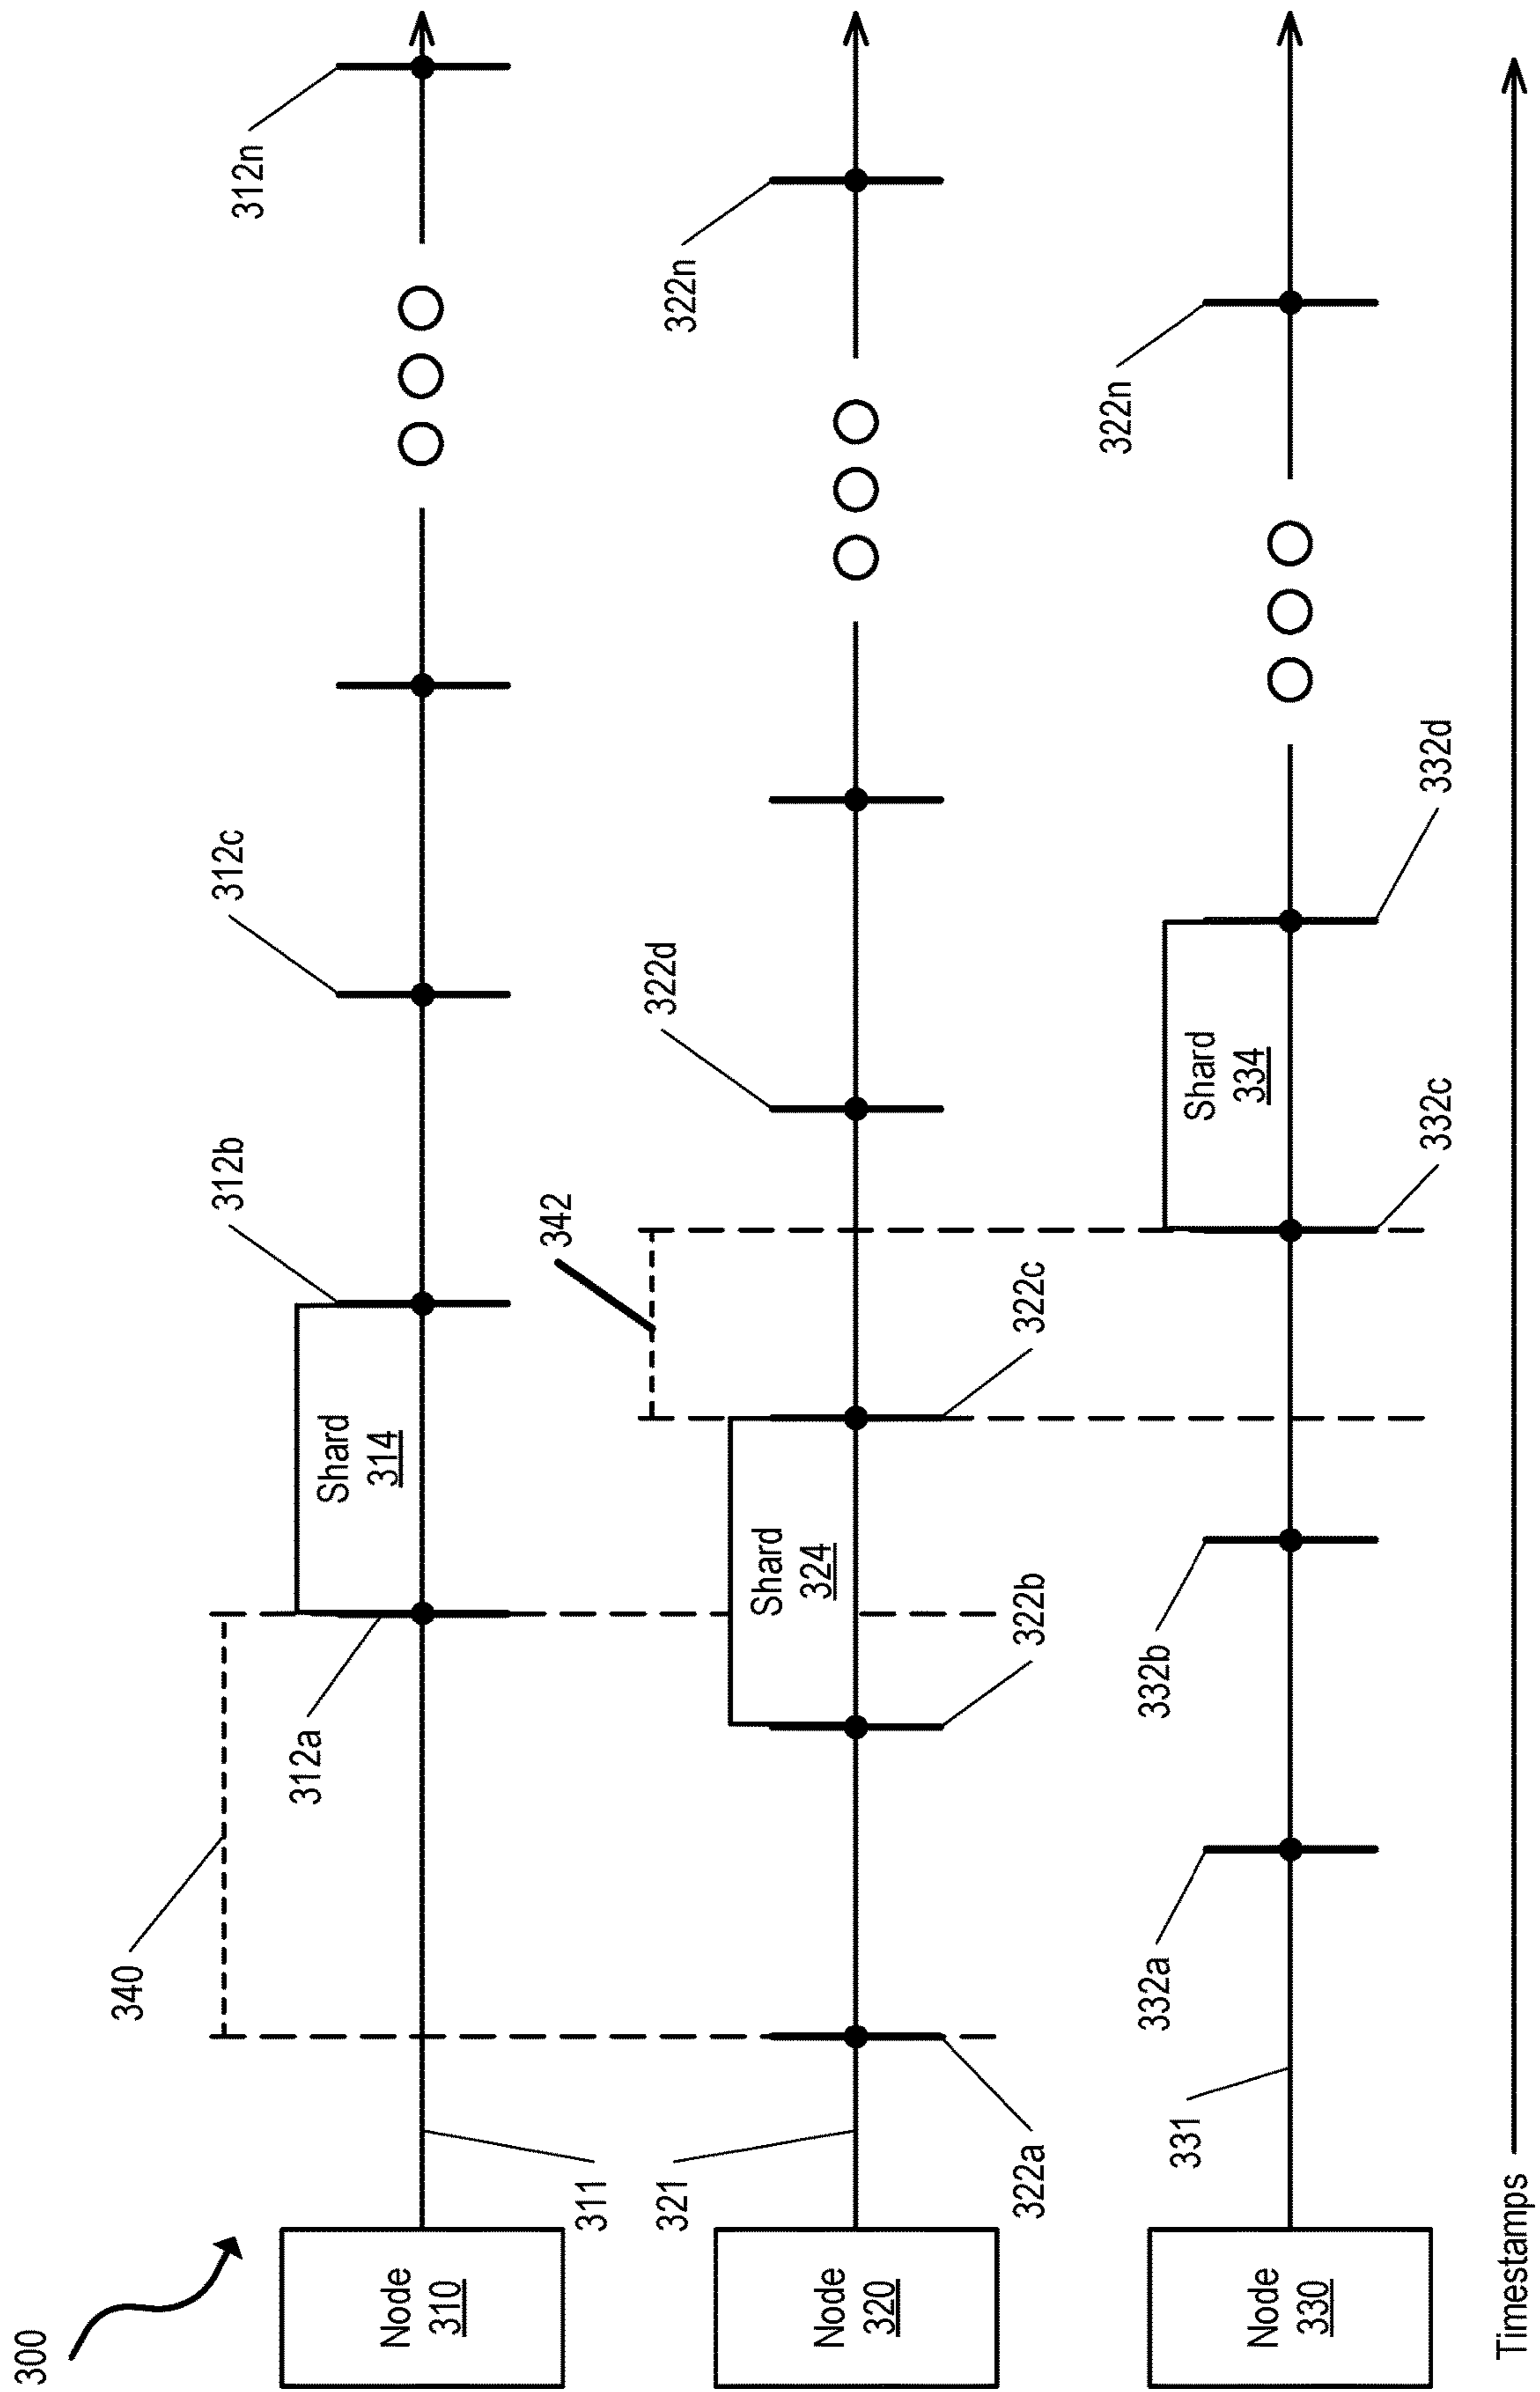 300
Node
310
311
340
312a
Shard
314
312b
312c
312n
Node
320
321
322a
322b
Shard
324
322c
342
322d
322n
Node
330
331
332a
332b
332c
Shard
334
332d
322n
Timestamps